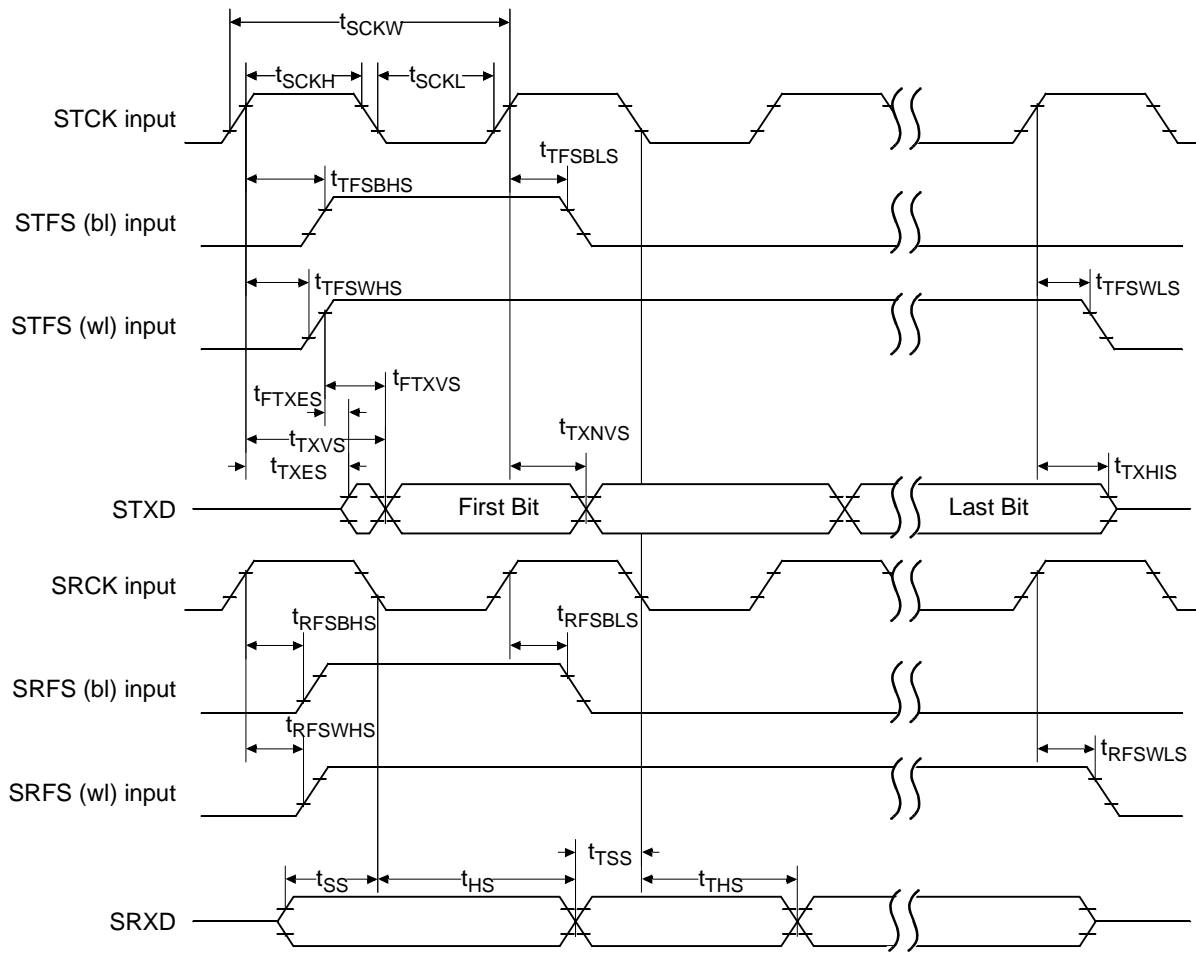 tSCKW
tSCKH
tSCKL
STCK input
tTFSBLS
tTFSBHS
STFS (bl) input
tTFSWHS
tTFSWLS
STFS (wl) input
tFTXVS
tFTXES
tTXVS
tTXNVS
tTXES
tTXHIS
STXD
First Bit
Last Bit
SRCK input
tRFSBHS
tRFSBLS
SRFS (bl) input
tRFSWHS
tRFSWLS
SRFS (wl) input
tTSS
tSS
tHS
tTHS
SRXD